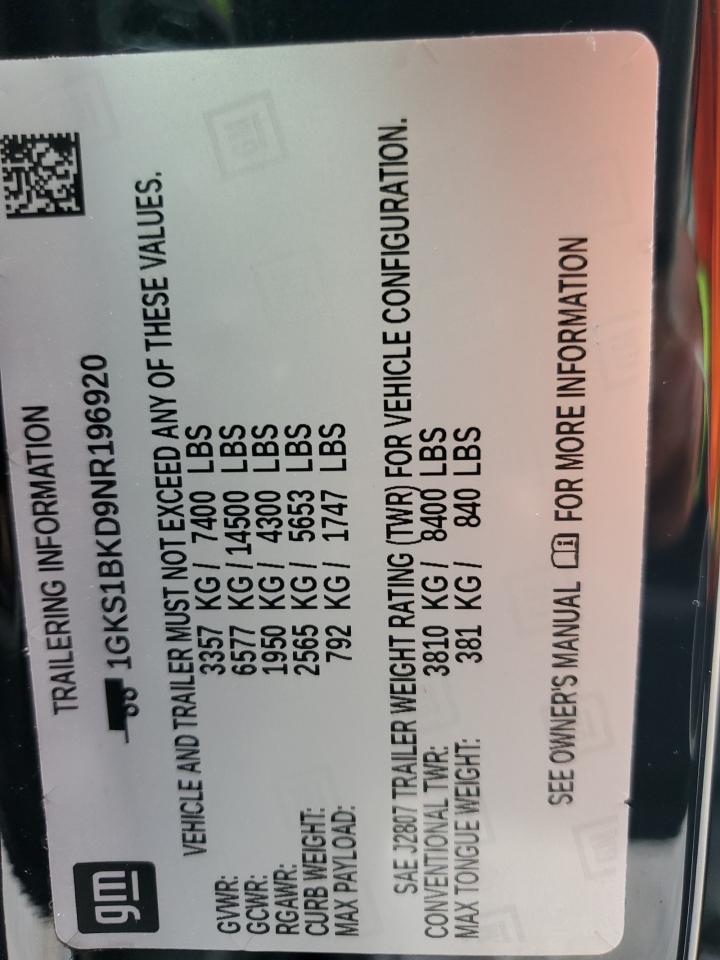 gm
TRAILERING INFORMATION
1GKS1BKD9NR196920
VEHICLE AND TRAILER MUST NOT EXCEED ANY OF THESE VALUES.
GVWR: 3357 KG / 7400 LBS
GCWR: 6577 KG / 14500 LBS
RGAWR: 1950 KG / 4300 LBS
CURB WEIGHT: 2565 KG / 5653 LBS
MAX PAYLOAD: 792 KG / 1747 LBS
SAE J2807 TRAILER WEIGHT RATING (TWR) FOR VEHICLE CONFIGURATION.
CONVENTIONAL TWR: 3810 KG / 8400 LBS
MAX TONGUE WEIGHT: 381 KG / 840 LBS
SEE OWNER'S MANUAL FOR MORE INFORMATION